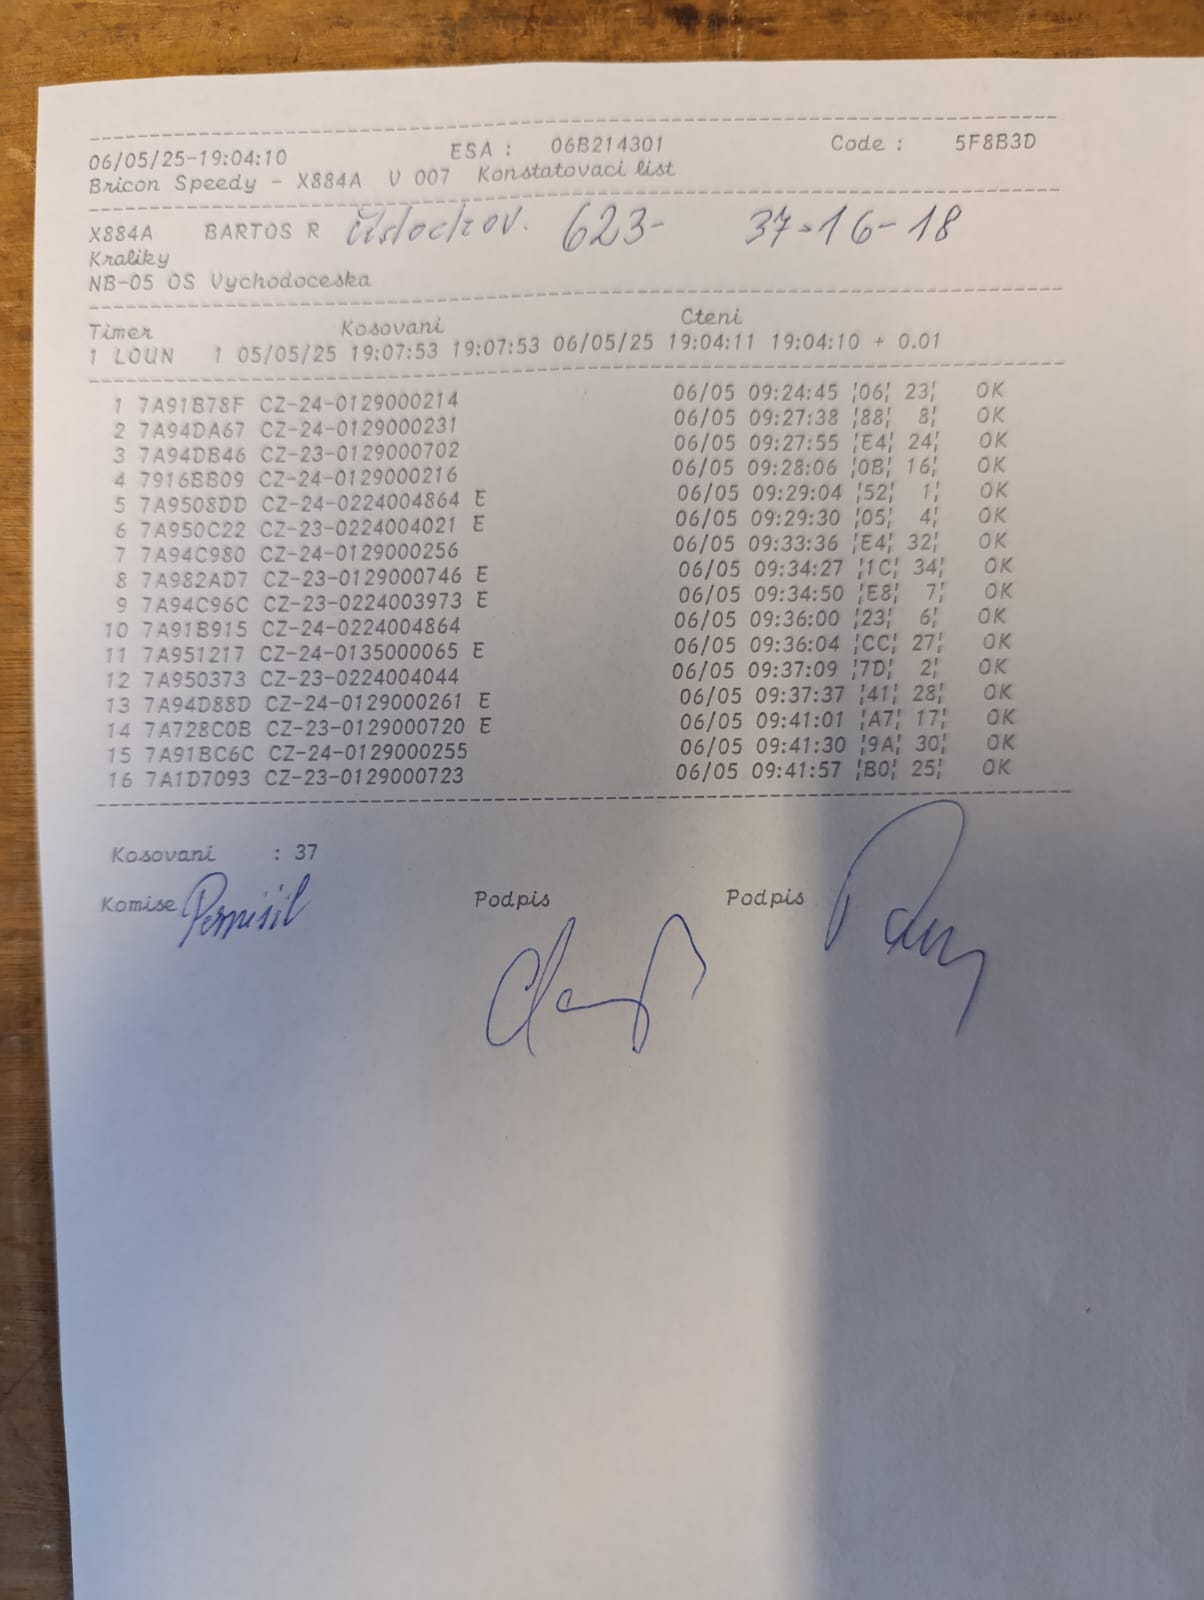 06/05/25-19:04:10 ESA : 06B214301 Code : 5F8B3D
Bricon Speedy - X884A V 007 Konstatovaci list
X884A BARTOS R Číslochov. 623- 37-16-18
Kraliky
NB-05 OS Vychodoceska
Timer Kosovani Cteni
1 LOUN 1 05/05/25 19:07:53 19:07:53 06/05/25 19:04:11 19:04:10 + 0.01
1 7A91B78F CZ-24-0129000214 06/05 09:24:45 ¦06¦ 23¦ OK
2 7A94DA67 CZ-24-0129000231 06/05 09:27:38 ¦88¦ 8¦ OK
3 7A94DB46 CZ-23-0129000702 06/05 09:27:55 ¦E4¦ 24¦ OK
4 7916BB09 CZ-24-0129000216 06/05 09:28:06 ¦0B¦ 16¦ OK
5 7A9508DD CZ-24-0224004864 E 06/05 09:29:04 ¦52¦ 1¦ OK
6 7A950C22 CZ-23-0224004021 E 06/05 09:29:30 ¦05¦ 4¦ OK
7 7A94C980 CZ-24-0129000256 06/05 09:33:36 ¦E4¦ 32¦ OK
8 7A982AD7 CZ-23-0129000746 E 06/05 09:34:27 ¦1C¦ 34¦ OK
9 7A94C96C CZ-23-0224003973 E 06/05 09:34:50 ¦E8¦ 7¦ OK
10 7A91B915 CZ-24-0224004864 06/05 09:36:00 ¦23¦ 6¦ OK
11 7A951217 CZ-24-0135000065 E 06/05 09:36:04 ¦CC¦ 27¦ OK
12 7A950373 CZ-23-0224004044 06/05 09:37:09 ¦7D¦ 2¦ OK
13 7A94D88D CZ-24-0129000261 E 06/05 09:37:37 ¦41¦ 28¦ OK
14 7A728C0B CZ-23-0129000720 E 06/05 09:41:01 ¦A7¦ 17¦ OK
15 7A91BC6C CZ-24-0129000255 06/05 09:41:30 ¦9A¦ 30¦ OK
16 7A1D7093 CZ-23-0129000723 06/05 09:41:57 ¦B0¦ 25¦ OK
Kosovani : 37
Komise Podpis Podpis